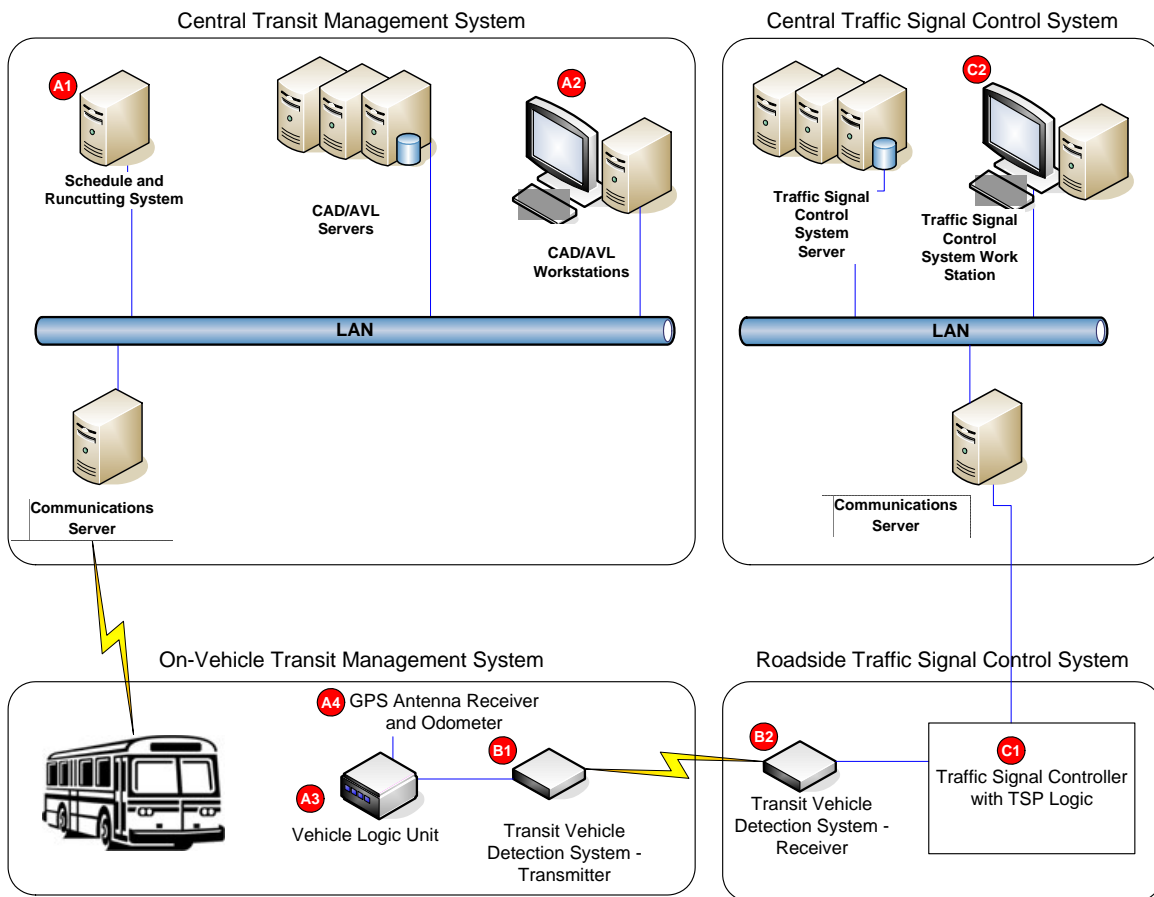 Central Transit Management System
A1
Schedule and
Runcutting System
CAD/AVL
Servers
A2
CAD/AVL
Workstations
LAN
Communications
Server
Central Traffic Signal Control System
C2
Traffic Signal
Control
System
Server
Traffic Signal
Control
System Work
Station
LAN
Communications
Server
On-Vehicle Transit Management System
A4
GPS Antenna Receiver
and Odometer
A3
Vehicle Logic Unit
B1
Transit Vehicle
Detection System -
Transmitter
Roadside Traffic Signal Control System
B2
Transit Vehicle
Detection System -
Receiver
C1
Traffic Signal Controller
with TSP Logic